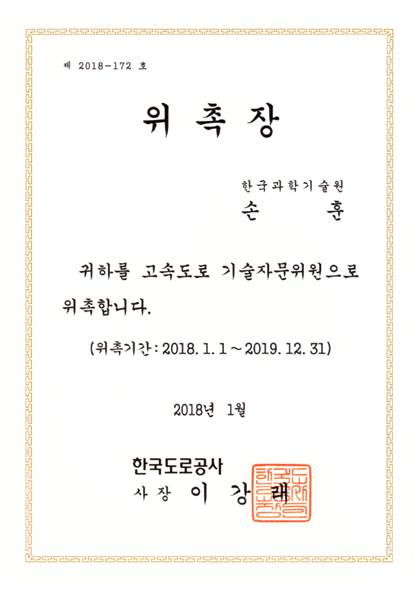 제 2018-172 호
위 촉 장
한국과학기술원
손 훈
귀하를 고속도로 기술자문위원으로
위촉합니다.
(위촉기간: 2018. 1. 1 ~ 2019. 12. 31)
2018년 1월
한국도로공사
사 장 이 강 래